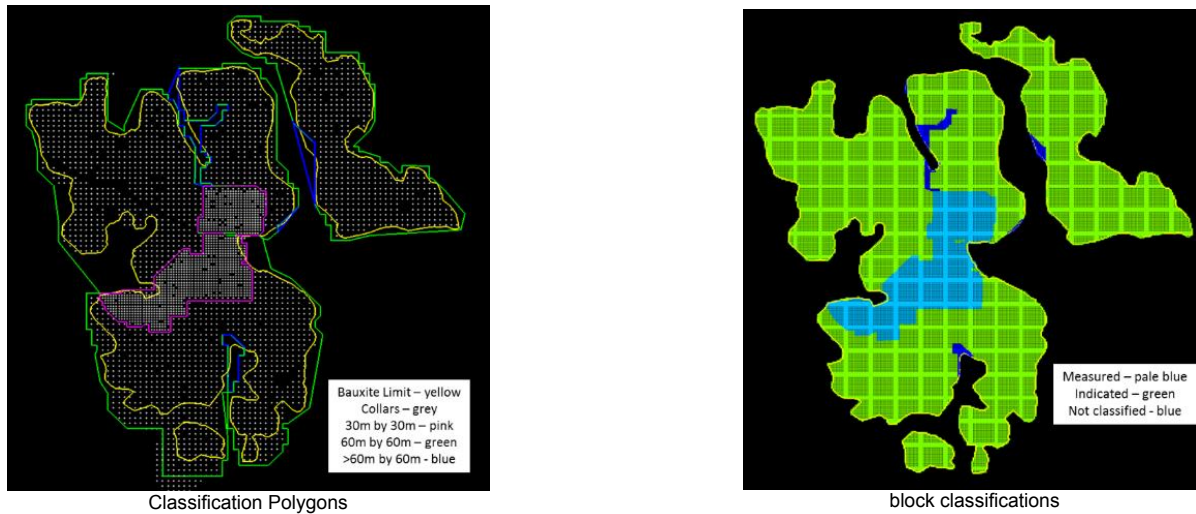 Bauxite Limit – yellow
Collars – grey
30m by 30m – pink
60m by 60m – green
>60m by 60m - blue
Classification Polygons
Measured – pale blue
Indicated – green
Not classified - blue
block classifications